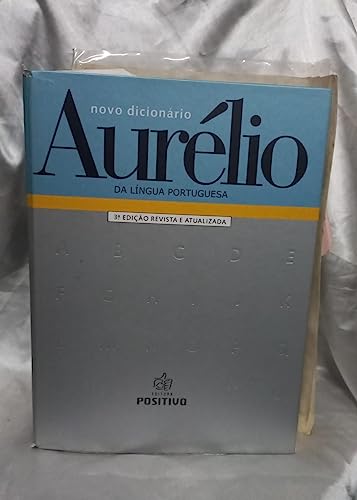 novo dicionário
Aurélio
DA LÍNGUA PORTUGUESA
3ª EDIÇÃO REVISTA E ATUALIZADA
A B C D E
F G H I J K
EDITORA
POSITIVO